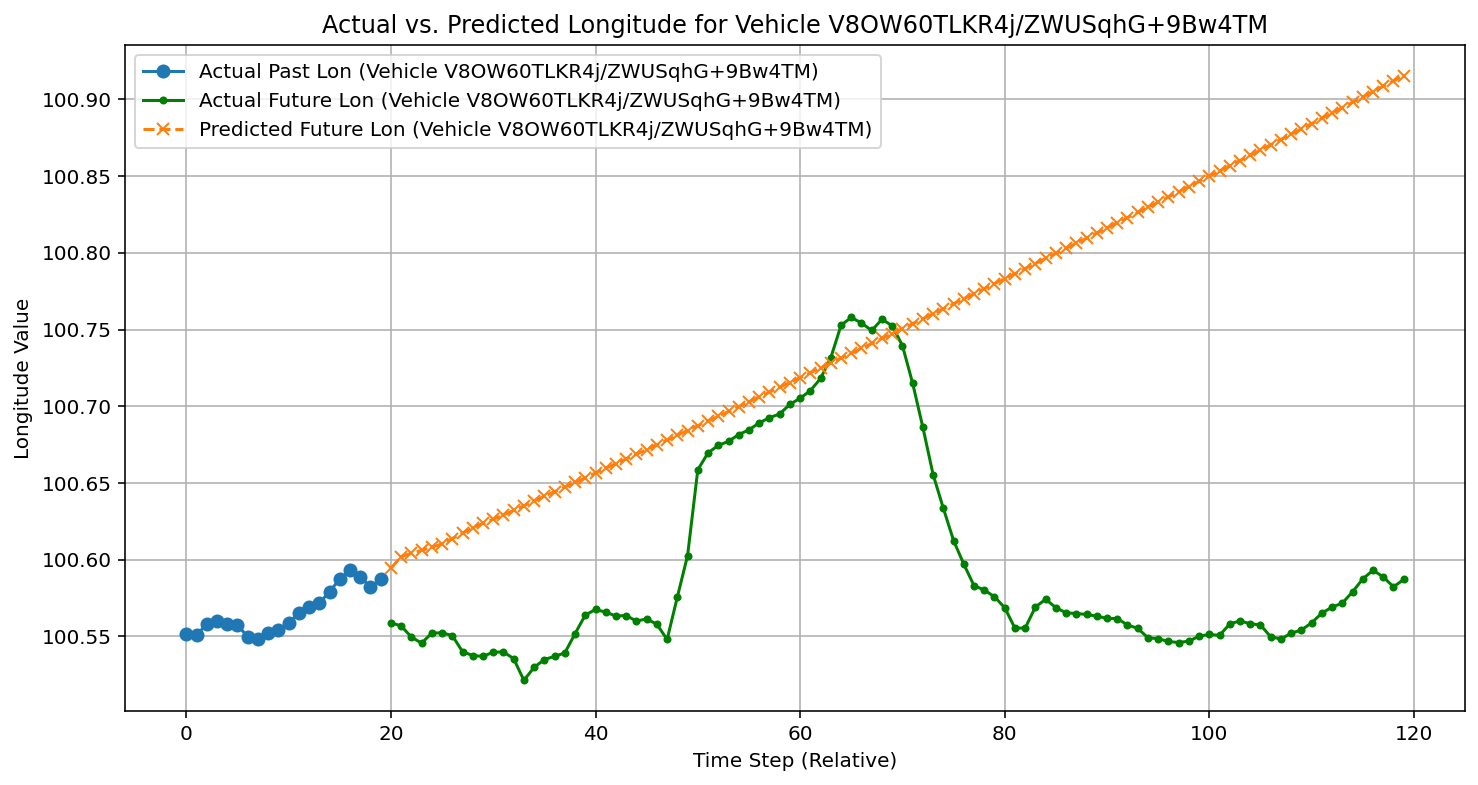 Actual vs. Predicted Longitude for Vehicle V8OW60TLKR4j/ZWUSqhG+9Bw4TM
Actual Past Lon (Vehicle V8OW60TLKR4j/ZWUSqhG+9Bw4TM)
Actual Future Lon (Vehicle V8OW60TLKR4j/ZWUSqhG+9Bw4TM)
Predicted Future Lon (Vehicle V8OW60TLKR4j/ZWUSqhG+9Bw4TM)
Longitude Value
100.90
100.85
100.80
100.75
100.70
100.65
100.60
100.55
0 20 40 60 80 100 120
Time Step (Relative)